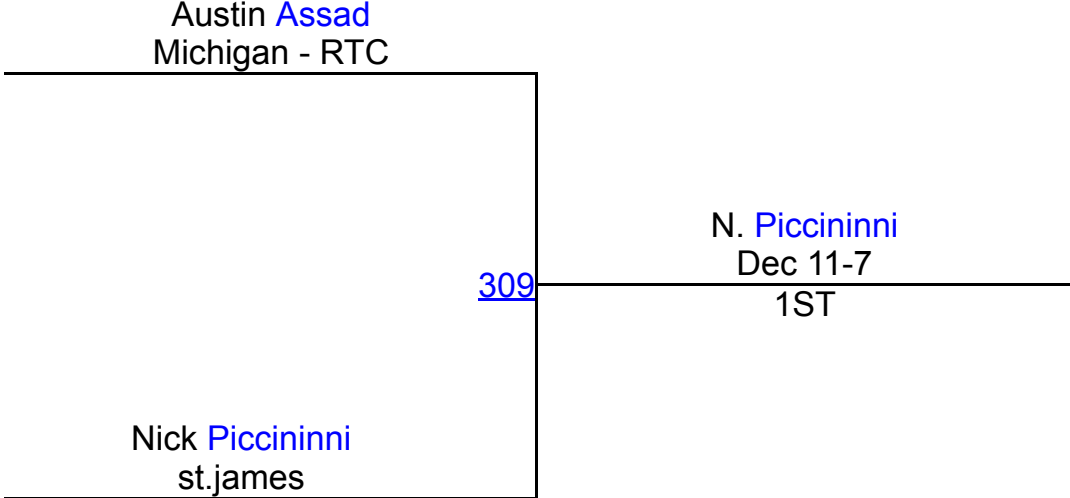 Austin Assad
Michigan - RTC
N. Piccininni
Dec 11-7
309
1ST
Nick Piccininni
st.james